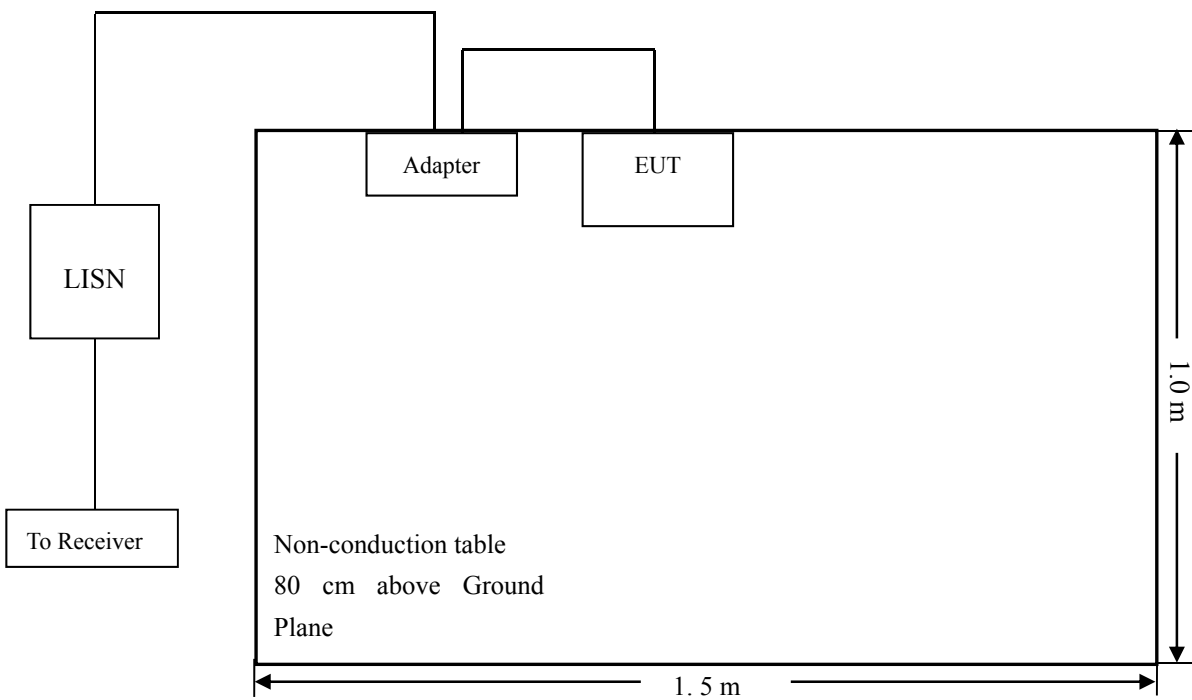 Adapter
EUT
LISN
1.0 m
To Receiver
Non-conduction table
80 cm above Ground
Plane
1. 5 m